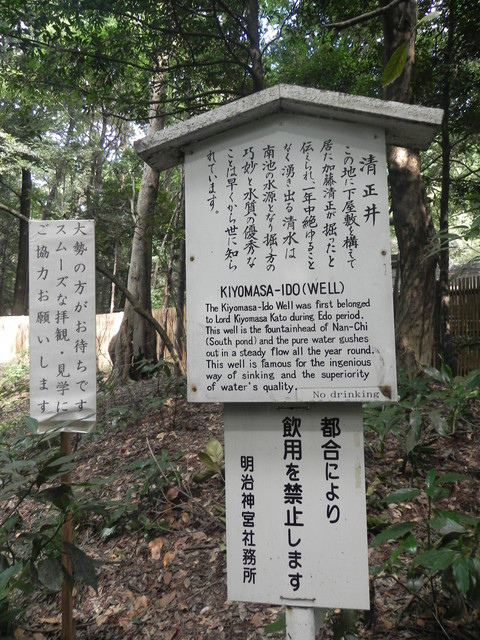 清正井
この地に下屋敷を構えて
居た加藤清正が掘ったと
伝えられ、一年中絶ゆること
なく湧き出る清水は
南池の水源となり掘り方の
巧妙と水質の優秀な
ことは早くから世に知ら
れています。
KIYOMASA-IDO(WELL)
The Kiyomasa-Ido Well was first belonged
to Lord Kiyomasa Kato during Edo period.
This well is the fountainhead of Nan-Chi
(South pond) and the pure water gushes
out in a steady flow all the year round.
This well is famous for the ingenious
way of sinking and the superiority
of water's quality.
No drinking
都合により
飲用を禁止します
明治神宮社務所
大勢の方がお待ちです
スムーズな拝観・見学に
ご協力お願いします